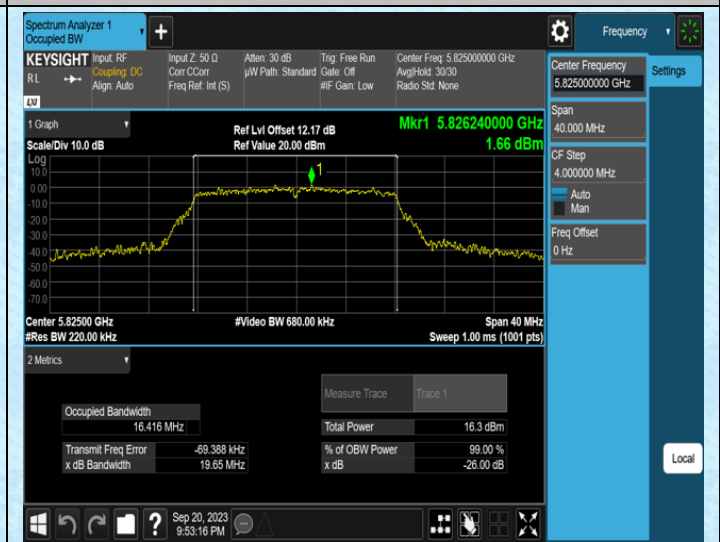 Spectrum Analyzer 1
Occupied BW
+
Frequency
KEYSIGHT
R L
LXI
Input: RF
Coupling: DC
Align: Auto
Input Z: 50 Ω
Corr CCorr
Freq Ref: Int (S)
Atten: 30 dB
µW Path: Standard
Trig: Free Run
Gate: Off
#IF Gain: Low
Center Freq: 5.825000000 GHz
Avg|Hold: 30/30
Radio Std: None
Center Frequency
5.825000000 GHz
Settings
Span
40.000 MHz
CF Step
4.000000 MHz
Auto
Man
Freq Offset
0 Hz
1 Graph
Scale/Div 10.0 dB
Ref Lvl Offset 12.17 dB
Ref Value 20.00 dBm
Mkr1 5.826240000 GHz
1.66 dBm
Log
10.0
0.00
-10.0
-20.0
-30.0
-40.0
-50.0
-60.0
-70.0
1
Center 5.82500 GHz
#Res BW 220.00 kHz
#Video BW 680.00 kHz
Span 40 MHz
Sweep 1.00 ms (1001 pts)
2 Metrics
Measure Trace
Trace 1
Occupied Bandwidth
16.416 MHz
Total Power
16.3 dBm
Transmit Freq Error
-69.388 kHz
% of OBW Power
99.00 %
x dB Bandwidth
19.65 MHz
x dB
-26.00 dB
Local
?
Sep 20, 2023
9:53:16 PM